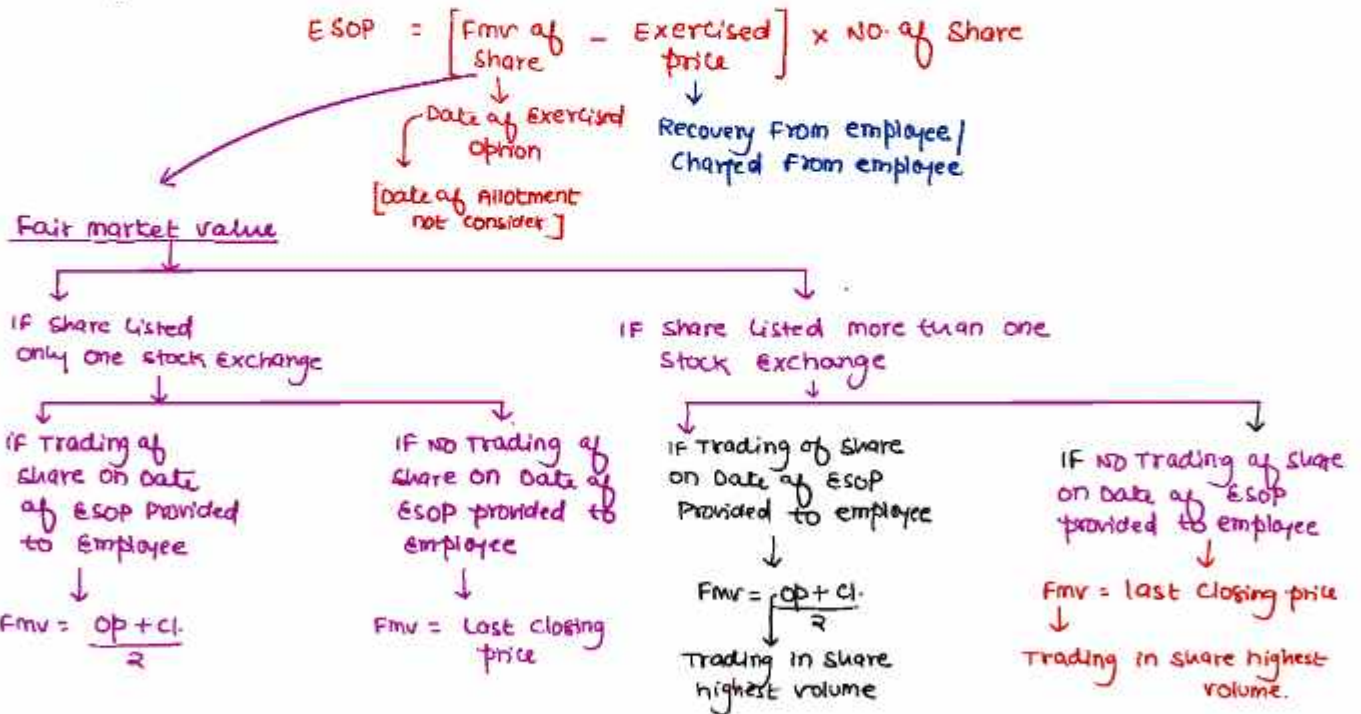 ESOP = [Fmv of share - Exercised price] x NO. of Share
Date of Exercised
option
[Date of Allotment
not consider]
Recovery from employee/
Charged from employee
Fair market value
IF share listed
only one stock exchange
IF share listed more than one
stock exchange
IF Trading of
share on Date
of ESOP Provided
to Employee
Fmv = Op + Cl. / 2
IF NO Trading of
share on Date of
ESOP provided to
employee
Fmv = Last closing
price
IF Trading of share
on Date of ESOP
Provided to employee
Fmv = Op + Cl. / 2
Trading in share
highest volume
IF NO Trading of share
on Date of ESOP
provided to employee
Fmv = last closing price
Trading in share highest
volume.